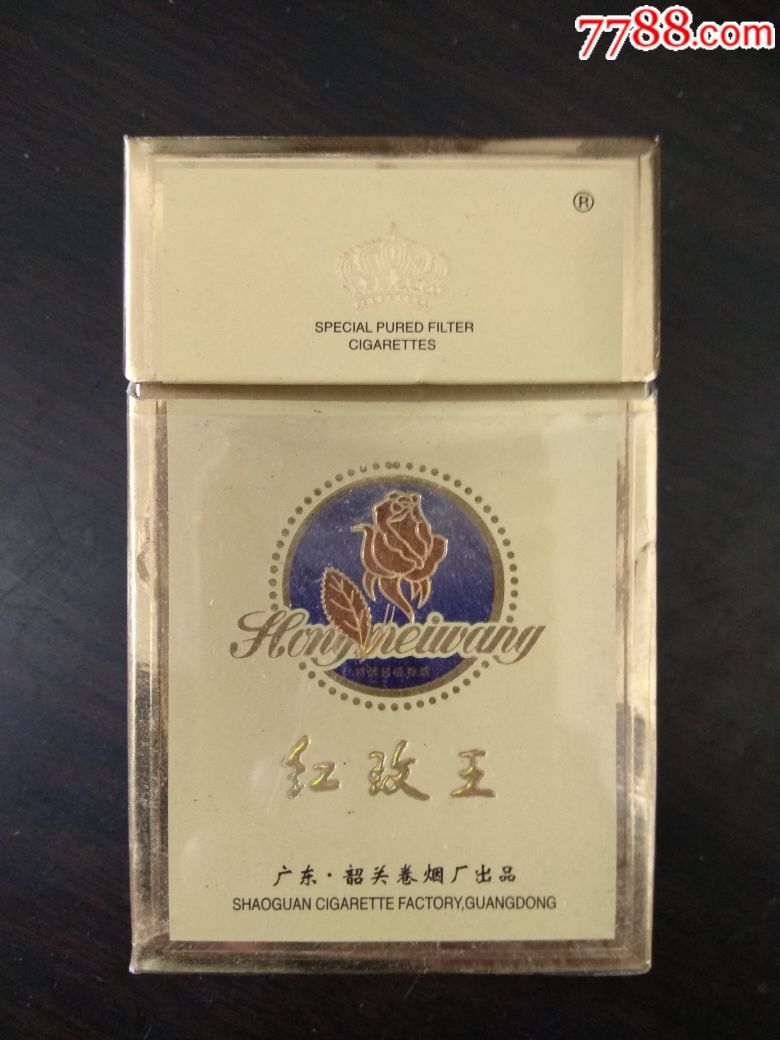 7788.com
®
SPECIAL PURED FILTER
CIGARETTES
Hongmeiwang
红玫王
广东·韶关卷烟厂出品
SHAOGUAN CIGARETTE FACTORY,GUANGDONG